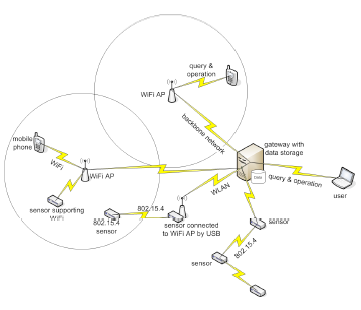 query &
operation
WiFi AP
backbone network
mobile
phone
WiFi
WiFi AP
gateway with
data storage
query & operation
user
WLAN
sensor supporting
WiFi
802.15.4
802.15.4
sensor
sensor connected
to WiFi AP by USB
sensor
802.15.4
sensor